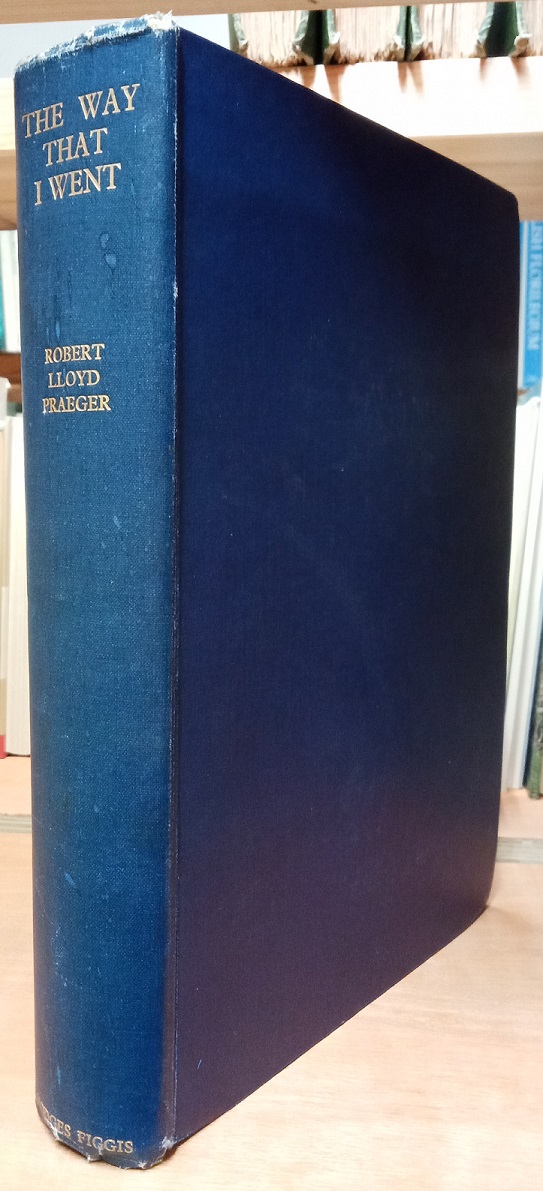 THE WAY
THAT
I WENT
ROBERT
LLOYD
PRAEGER
FIGGIS